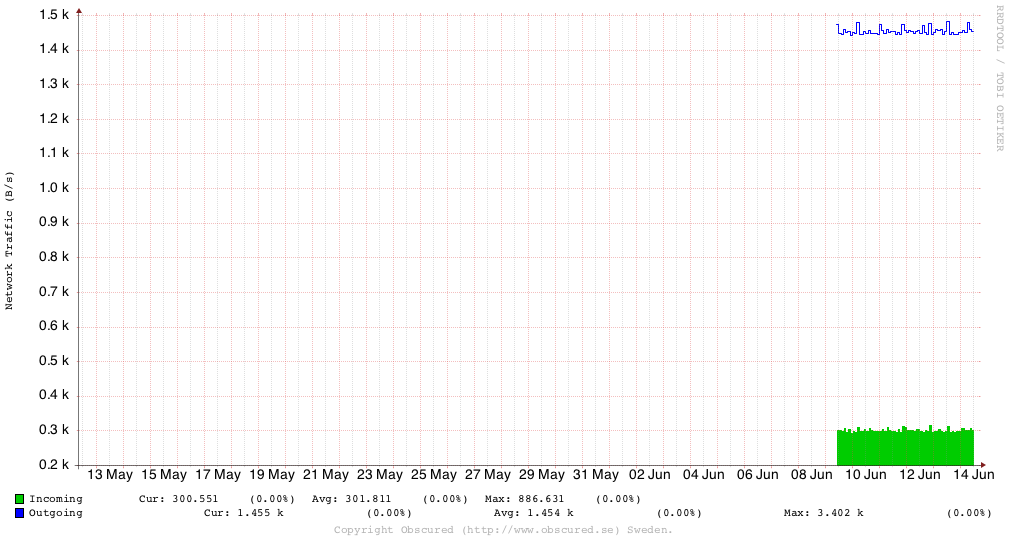 RRDTOOL / TOBI OETIKER
Network Traffic (B/s)
1.5 k
1.4 k
1.3 k
1.2 k
1.1 k
1.0 k
0.9 k
0.8 k
0.7 k
0.6 k
0.5 k
0.4 k
0.3 k
0.2 k
13 May 15 May 17 May 19 May 21 May 23 May 25 May 27 May 29 May 31 May 02 Jun 04 Jun 06 Jun 08 Jun 10 Jun 12 Jun 14 Jun
Incoming Cur: 300.551 (0.00%) Avg: 301.811 (0.00%) Max: 886.631 (0.00%)
Outgoing Cur: 1.455 k (0.00%) Avg: 1.454 k (0.00%) Max: 3.402 k (0.00%)
Copyright Obscured (http://www.obscured.se) Sweden.